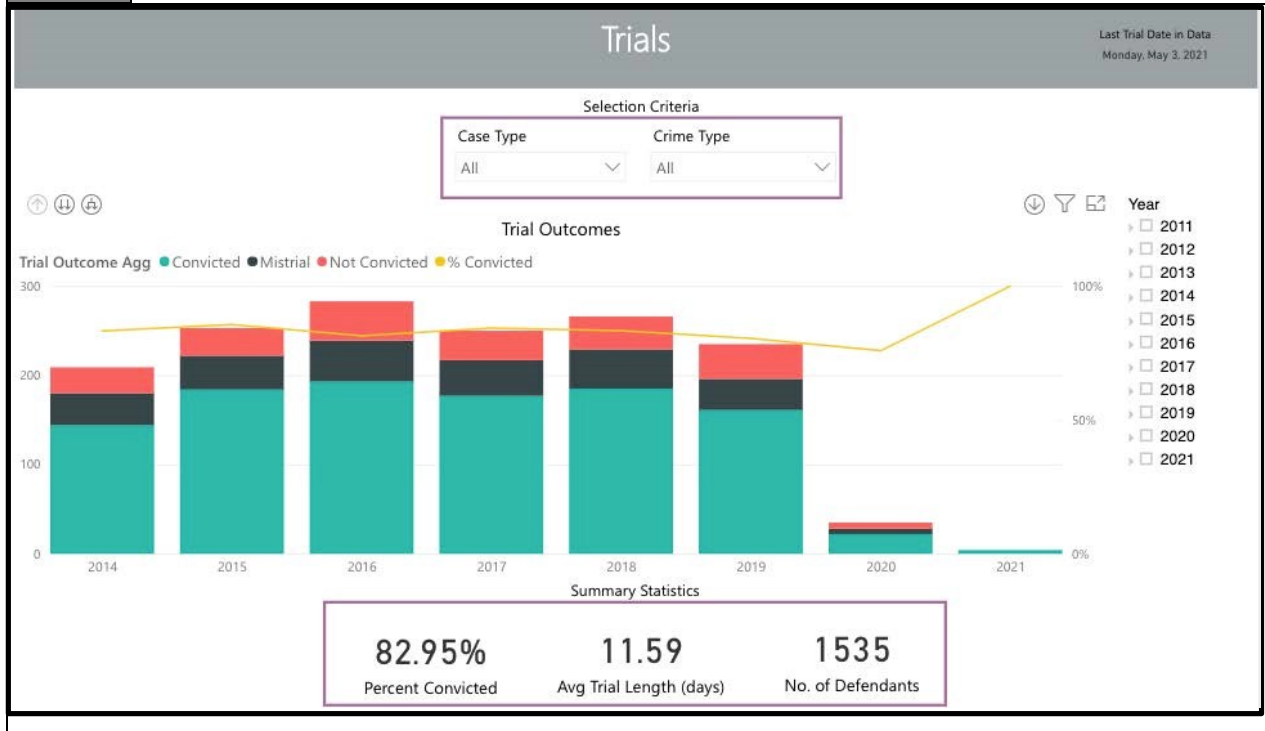 Trials
Last Trial Date in Data
Monday, May 3, 2021
Selection Criteria
Case Type
Crime Type
All
All
Trial Outcomes
Trial Outcome Agg Convicted Mistrial Not Convicted % Convicted
300
200
100
0
100%
50%
0%
2014 2015 2016 2017 2018 2019 2020 2021
Year
2011
2012
2013
2014
2015
2016
2017
2018
2019
2020
2021
Summary Statistics
82.95%
Percent Convicted
11.59
Avg Trial Length (days)
1535
No. of Defendants